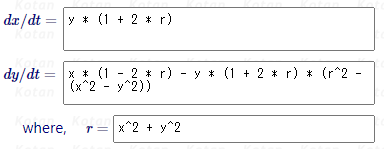 dx/dt = y * (1 + 2 * r)
dy/dt = x * (1 - 2 * r) - y * (1 + 2 * r) * (r^2 -
(x^2 - y^2))
where, r = x^2 + y^2